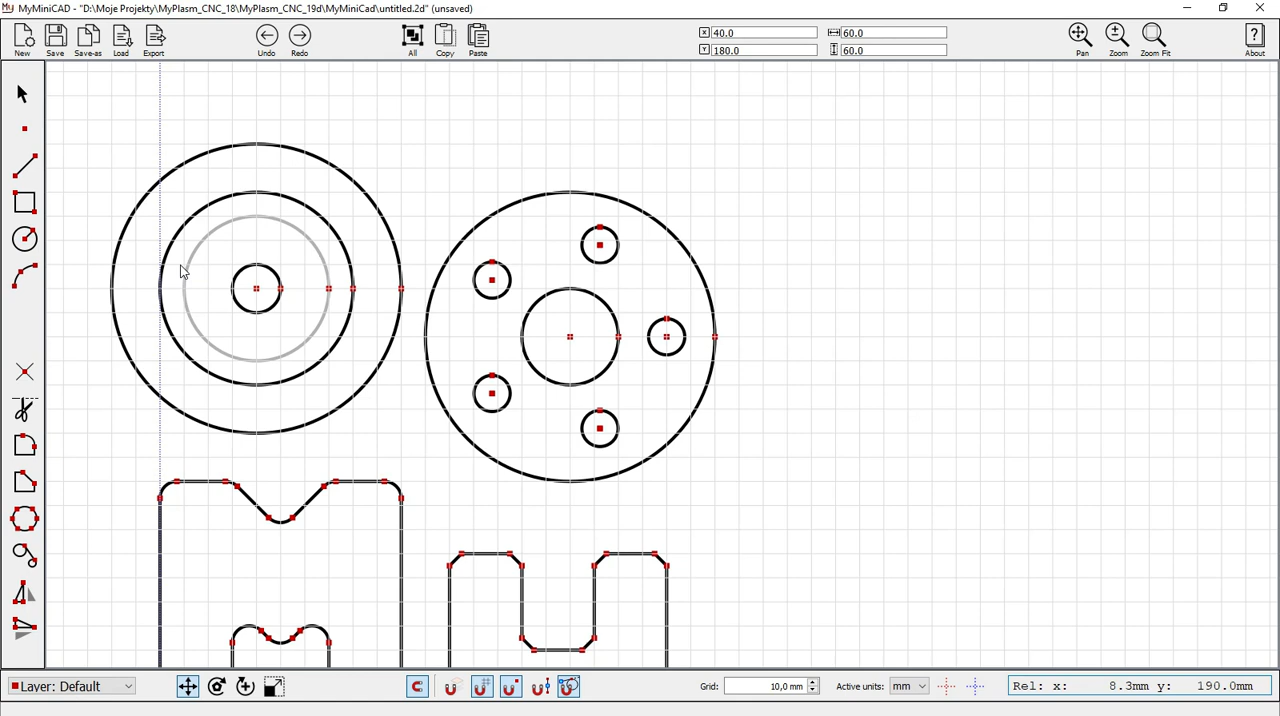 MyMiniCAD - "D:\Moje Projekty\MyPlasm_CNC_18\MyPlasm_CNC_19d\MyMiniCad\untitled.2d" (unsaved)
New Save Save-as Load Export Undo Redo All Copy Paste Pan Zoom Zoom Fit About
X 40.0 60.0
Y 180.0 60.0
Layer: Default Grid: 10,0 mm Active units: mm Rel: x: 8.3mm y: 190.0mm